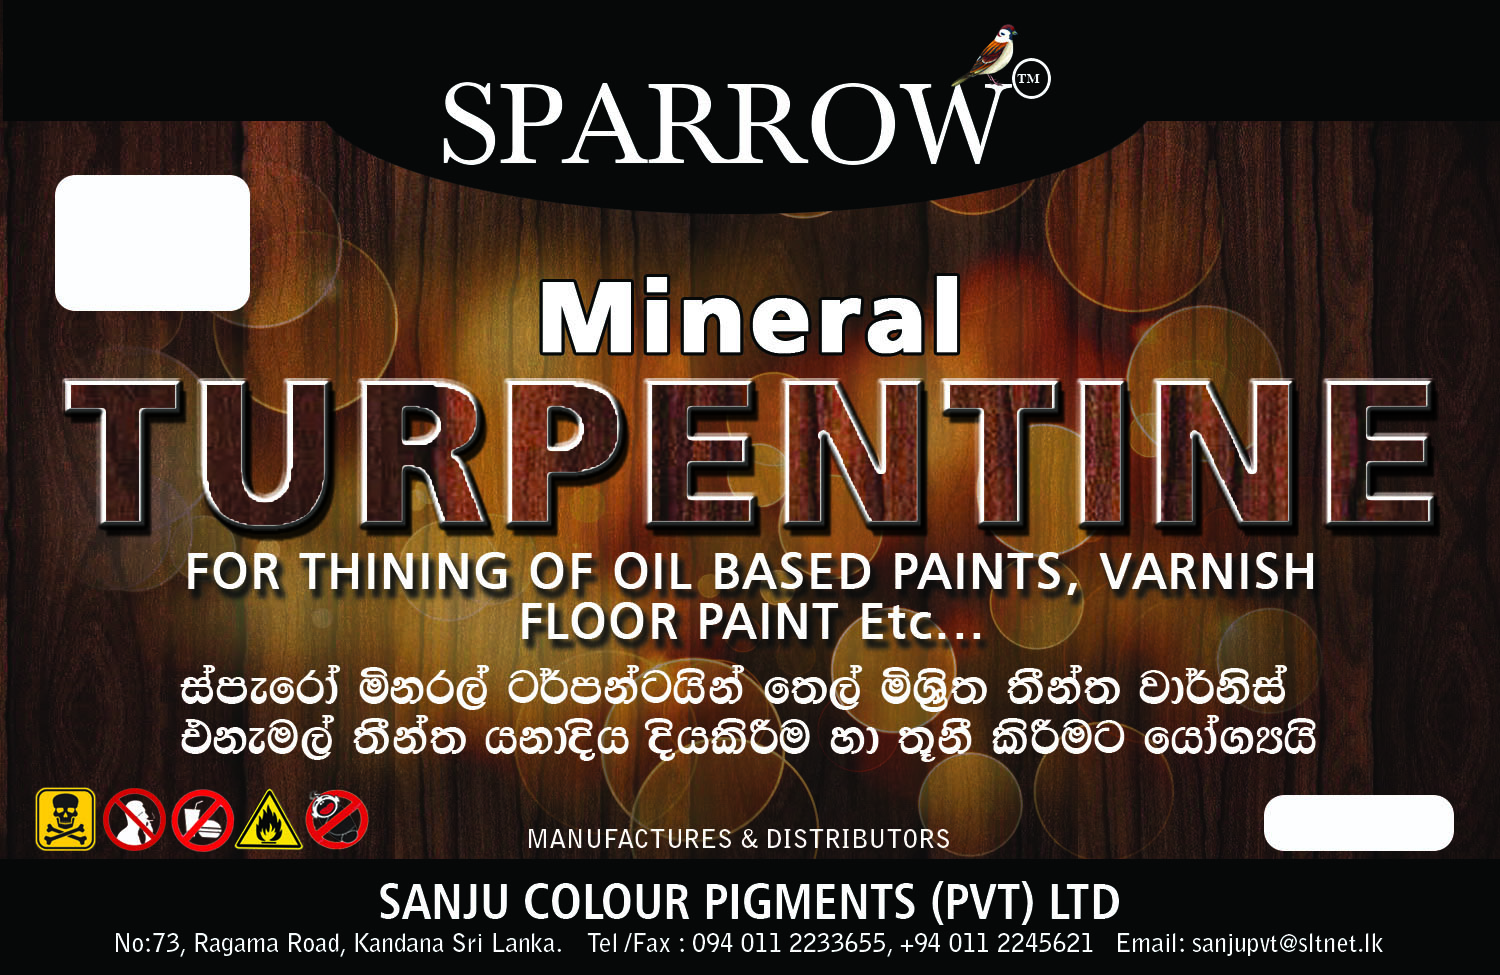 SPARROW
TM
Mineral
TURPENTINE
FOR THINING OF OIL BASED PAINTS, VARNISH
FLOOR PAINT Etc...
ස්පැරෝ මිනරල් ටර්පන්ටයින් තෙල් මිශ්‍රිත තීන්ත වාර්නිස්
එනැමල් තීන්ත යනාදිය දියකිරීම හා තූනී කිරීමට යෝග්‍යයි
MANUFACTURES & DISTRIBUTORS
SANJU COLOUR PIGMENTS (PVT) LTD
No:73, Ragama Road, Kandana Sri Lanka. Tel /Fax : 094 011 2233655, +94 011 2245621 Email: sanjupvt@sltnet.lk